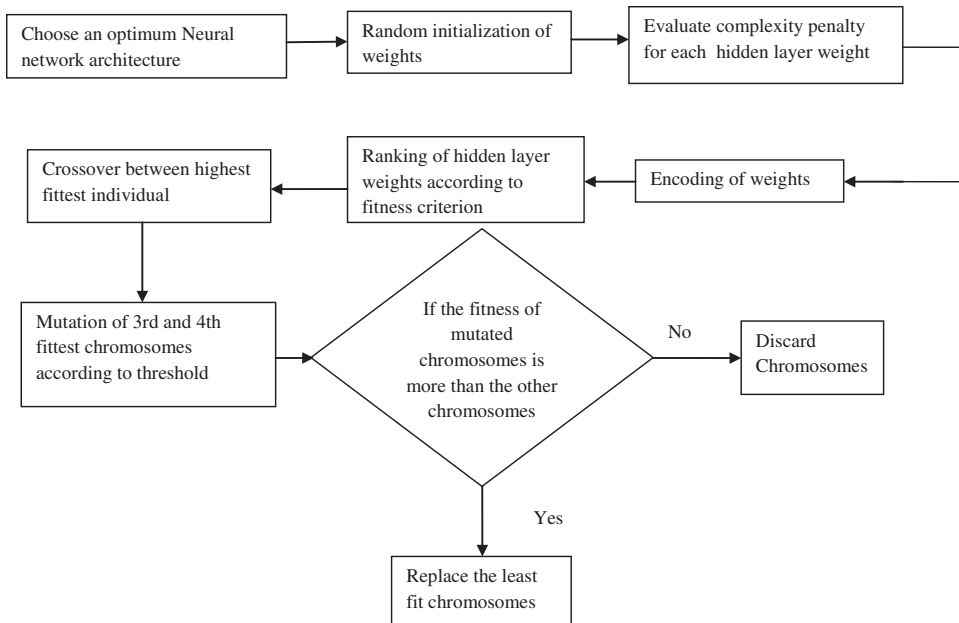 Choose an optimum Neural
network architecture
Random initialization of
weights
Evaluate complexity penalty
for each hidden layer weight
Encoding of weights
Ranking of hidden layer
weights according to
fitness criterion
Crossover between highest
fittest individual
Mutation of 3rd and 4th
fittest chromosomes
according to threshold
If the fitness of
mutated
chromosomes is
more than the other
chromosomes
No
Discard
Chromosomes
Yes
Replace the least
fit chromosomes